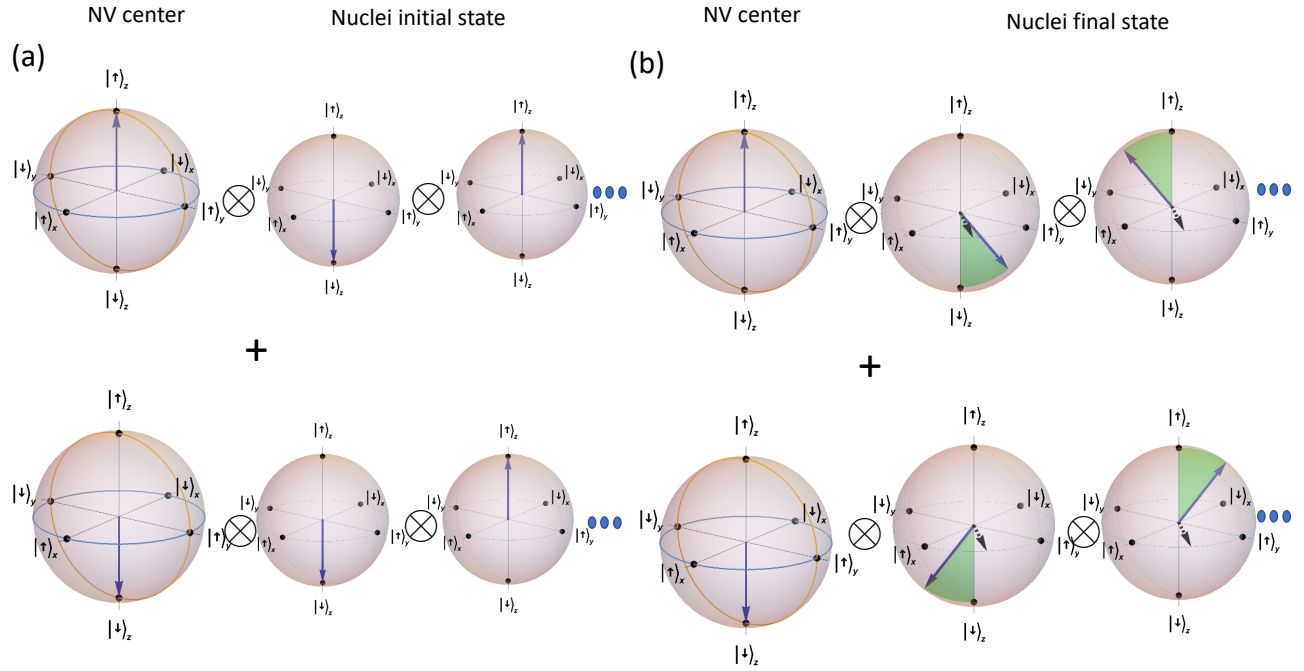 NV center
Nuclei initial state
NV center
Nuclei final state
(a)
(b)
|↑⟩z
|↓⟩y
|↓⟩x
|↑⟩x
|↑⟩y
|↓⟩z
⊗
|↑⟩z
|↓⟩y
|↓⟩x
|↑⟩x
|↑⟩y
|↓⟩z
⊗
|↑⟩z
|↓⟩y
|↓⟩x
|↑⟩x
|↑⟩y
|↓⟩z
|↑⟩z
|↓⟩y
|↓⟩x
|↑⟩x
|↑⟩y
|↓⟩z
⊗
|↑⟩z
|↓⟩y
|↓⟩x
|↑⟩x
|↑⟩y
|↓⟩z
⊗
|↑⟩z
|↓⟩y
|↓⟩x
|↑⟩x
|↑⟩y
|↓⟩z
+
+
|↑⟩z
|↓⟩y
|↓⟩x
|↑⟩x
|↑⟩y
|↓⟩z
⊗
|↑⟩z
|↓⟩y
|↓⟩x
|↑⟩x
|↑⟩y
|↓⟩z
⊗
|↑⟩z
|↓⟩y
|↓⟩x
|↑⟩x
|↑⟩y
|↓⟩z
|↑⟩z
|↓⟩y
|↓⟩x
|↑⟩x
|↑⟩y
|↓⟩z
⊗
|↑⟩z
|↓⟩y
|↓⟩x
|↑⟩x
|↑⟩y
|↓⟩z
⊗
|↑⟩z
|↓⟩y
|↓⟩x
|↑⟩x
|↑⟩y
|↓⟩z